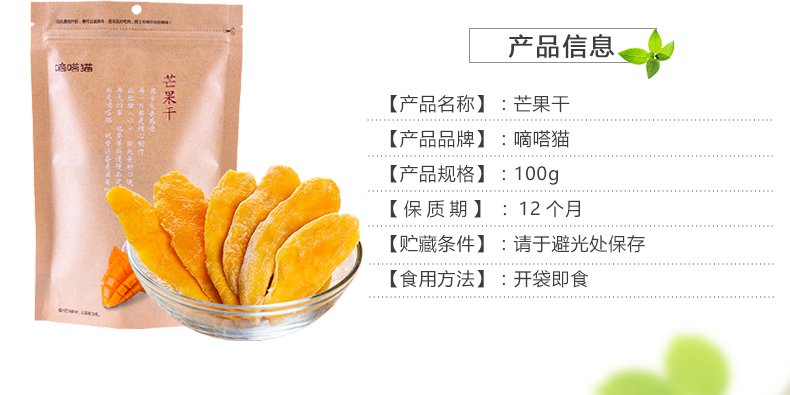 嘀嗒猫
芒果干
产品信息
【产品名称】：芒果干
【产品品牌】：嘀嗒猫
【产品规格】：100g
【保质期】：12个月
【贮藏条件】：请于避光处保存
【食用方法】：开袋即食